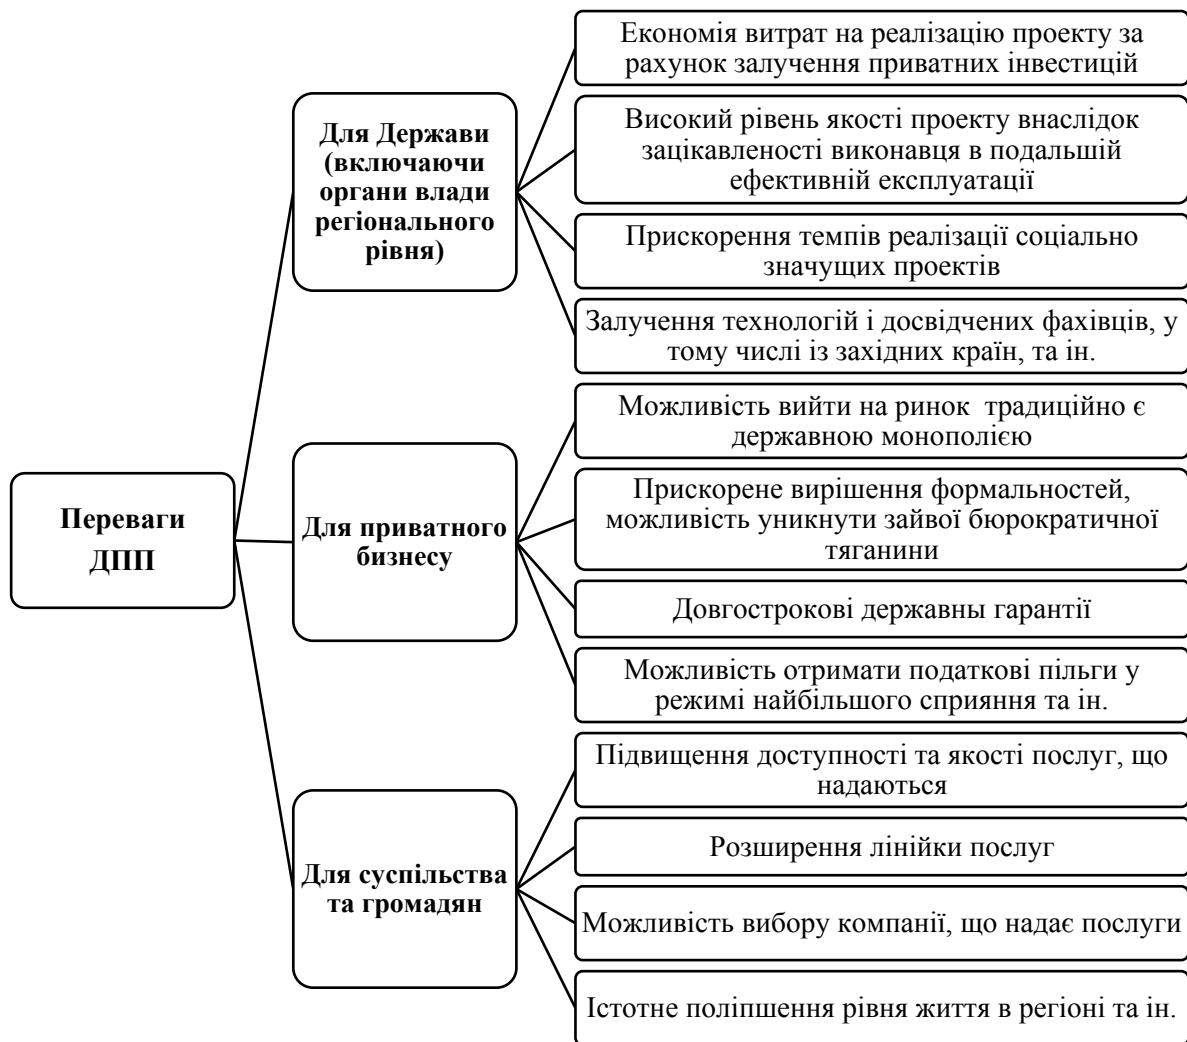 Переваги
ДПП
Для Держави
(включаючи
органи влади
регіонального
рівня)
Економія витрат на реалізацію проекту за
рахунок залучення приватних інвестицій
Високий рівень якості проекту внаслідок
зацікавленості виконавця в подальшій
ефективній експлуатації
Прискорення темпів реалізації соціально
значущих проектів
Залучення технологій і досвідчених фахівців, у
тому числі із західних країн, та ін.
Для приватного
бизнесу
Можливість вийти на ринок традиційно є
державною монополією
Прискорене вирішення формальностей,
можливість уникнути зайвої бюрократичної
тяганини
Довгострокові державны гарантії
Можливість отримати податкові пільги у
режимі найбільшого сприяння та ін.
Для суспільства
та громадян
Підвищення доступності та якості послуг, що
надаються
Розширення лінійки послуг
Можливість вибору компанії, що надає послуги
Істотне поліпшення рівня життя в регіоні та ін.